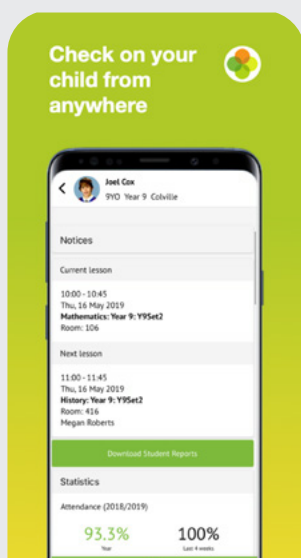 Check on your
child from
anywhere
Joel Cox
9YO Year 9 Colville
Notices
Current lesson
10:00 - 10:45
Thu, 16 May 2019
Mathematics: Year 9: Y9Set2
Room: 106
Next lesson
11:00 - 11:45
Thu, 16 May 2019
History: Year 9: Y9Set2
Room: 416
Megan Roberts
Download Student Reports
Statistics
Attendance (2018/2019)
93.3% 100%
Year Last 4 weeks